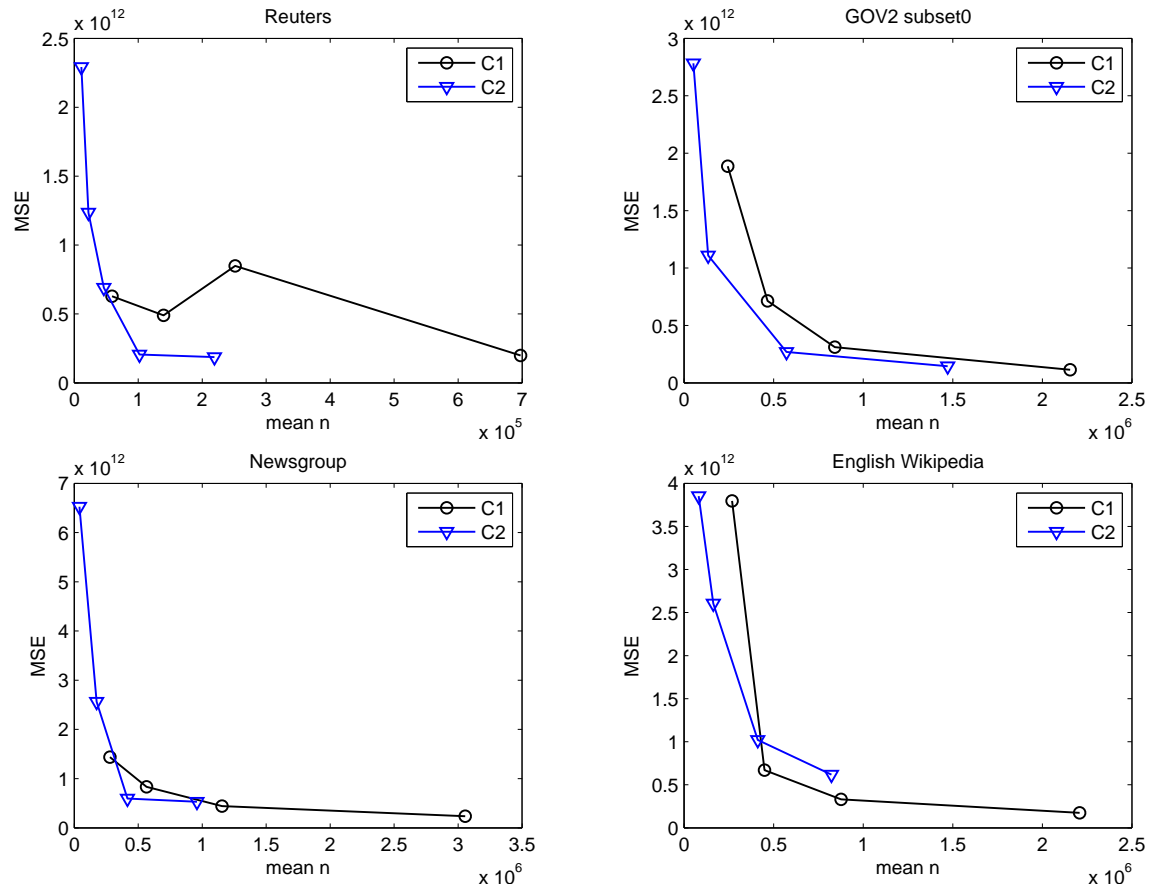 Reuters
x 10^12
2.5
2
1.5
1
0.5
0
MSE
0 1 2 3 4 5 6 7
mean n
x 10^5
C1
C2
GOV2 subset0
x 10^12
3
2.5
2
1.5
1
0.5
0
MSE
0 0.5 1 1.5 2 2.5
mean n
x 10^6
C1
C2
Newsgroup
x 10^12
7
6
5
4
3
2
1
0
MSE
0 0.5 1 1.5 2 2.5 3 3.5
mean n
x 10^6
C1
C2
English Wikipedia
x 10^12
4
3.5
3
2.5
2
1.5
1
0.5
0
MSE
0 0.5 1 1.5 2 2.5
mean n
x 10^6
C1
C2